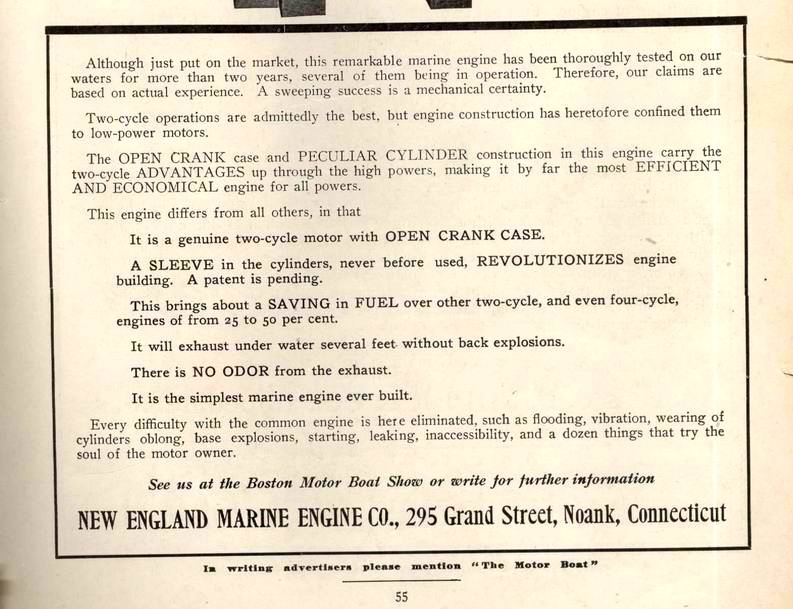 Although just put on the market, this remarkable marine engine has been thoroughly tested on our
waters for more than two years, several of them being in operation. Therefore, our claims are
based on actual experience. A sweeping success is a mechanical certainty.
Two-cycle operations are admittedly the best, but engine construction has heretofore confined them
to low-power motors.
The OPEN CRANK case and PECULIAR CYLINDER construction in this engine carry the
two-cycle ADVANTAGES up through the high powers, making it by far the most EFFICIENT
AND ECONOMICAL engine for all powers.
This engine differs from all others, in that
It is a genuine two-cycle motor with OPEN CRANK CASE.
A SLEEVE in the cylinders, never before used, REVOLUTIONIZES engine
building. A patent is pending.
This brings about a SAVING in FUEL over other two-cycle, and even four-cycle,
engines of from 25 to 50 per cent.
It will exhaust under water several feet without back explosions.
There is NO ODOR from the exhaust.
It is the simplest marine engine ever built.
Every difficulty with the common engine is here eliminated, such as flooding, vibration, wearing of
cylinders oblong, base explosions, starting, leaking, inaccessibility, and a dozen things that try the
soul of the motor owner.
See us at the Boston Motor Boat Show or write for further information
NEW ENGLAND MARINE ENGINE CO., 295 Grand Street, Noank, Connecticut
In writing advertisers please mention "The Motor Boat"
55